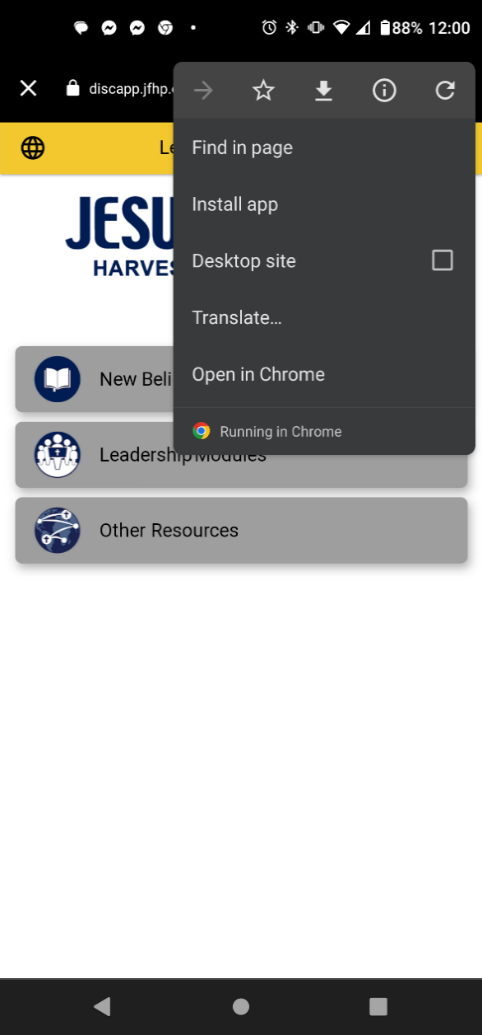 88% 12:00
discapp.jfhp.
Le
Find in page
Install app
Desktop site
Translate...
Open in Chrome
Running in Chrome
JESU
HARVES
New Beli
Leadership Modules
Other Resources